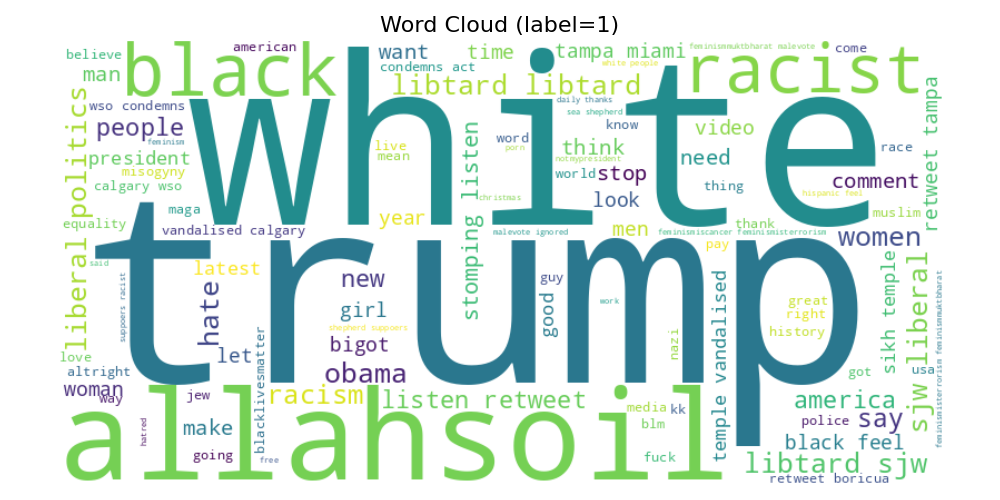 Word Cloud (label=1)
believe
american
want
time
tampa miami
feminismmuktbharat malevote
come
man
black
condemns act
white people
racist
libtard libtard
wso condemns
daily thanks
sea shepherd
people
feminism
white
word
know
video
live
mean
think
notmypresident
need
race
president
misogyny
world
stop
thing
comment
calgary wso
look
christmas
hispanic feel
maga
year
muslim
equality
vandalised calgary
men
thank
malevote ignored
feminismiscancer feminismisterrorism
pay
women
liberal politics
stomping listen
retweet tampa
said
latest
trump
suppoers racist
hate
new
guy
good
work
great
right
history
girl
shepherd suppoers
nazi
temple vandalised
sikh temple
sjw liberal
feminismisterrorism feminismmuktbharat
love
let
bigot
got
usa
altright
blacklivesmatter
obama
woman
way
jew
racism
listen retweet
media
kk
america
allahsoil
hatred
make
blm
police
say
going
free
fuck
black feel
libtard sjw
retweet boricua
porn